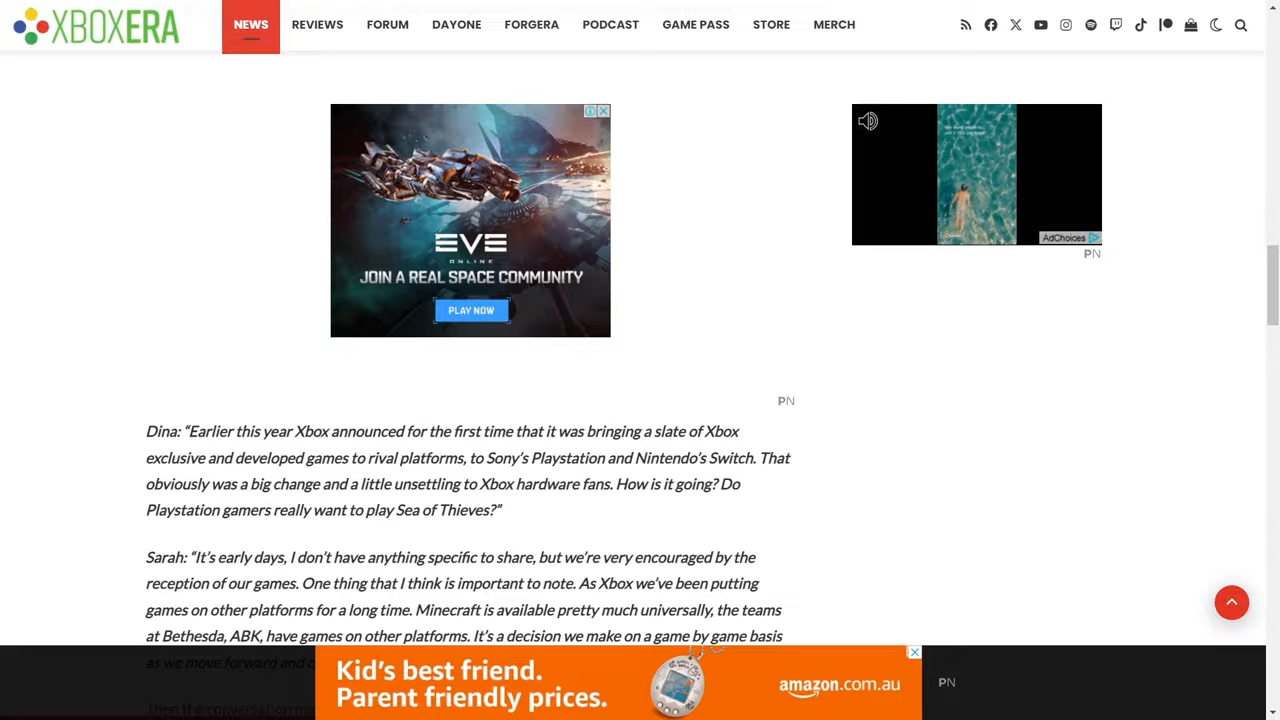 XBOXERA
NEWS
REVIEWS
FORUM
DAYONE
FORGERA
PODCAST
GAME PASS
STORE
MERCH
EVE
ONLINE
JOIN A REAL SPACE COMMUNITY
PLAY NOW
AdChoices
PN
PN
Dina: “Earlier this year Xbox announced for the first time that it was bringing a slate of Xbox
exclusive and developed games to rival platforms, to Sony’s Playstation and Nintendo’s Switch. That
obviously was a big change and a little unsettling to Xbox hardware fans. How is it going? Do
Playstation gamers really want to play Sea of Thieves?”
Sarah: “It’s early days, I don’t have anything specific to share, but we’re very encouraged by the
reception of our games. One thing that I think is important to note. As Xbox we’ve been putting
games on other platforms for a long time. Minecraft is available pretty much universally, the teams
at Bethesda, ABK, have games on other platforms. It’s a decision we make on a game by game basis
as we move forward and
Then the conversation
Kid’s best friend.
Parent friendly prices.
amazon.com.au
PN